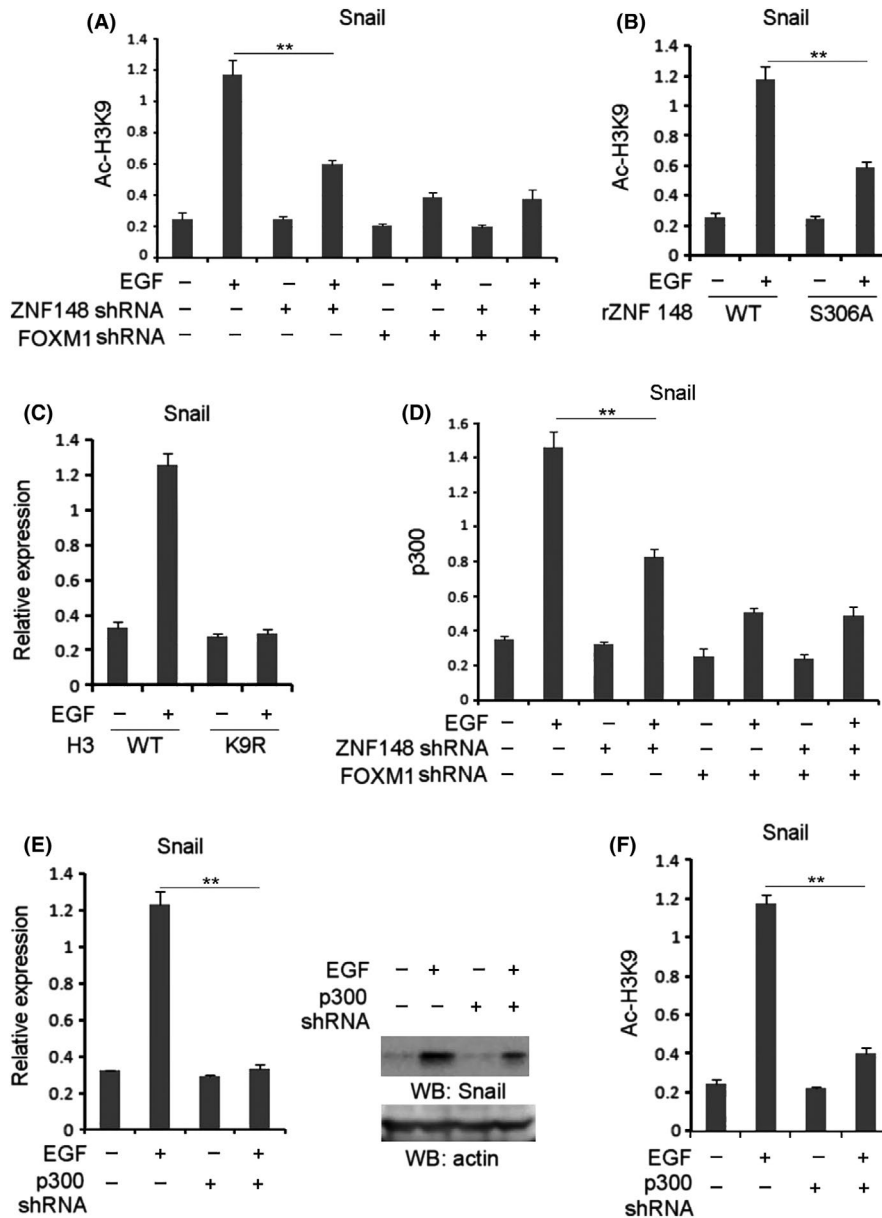 (A)
Snail
**
Ac-H3K9
1.4
1.2
1
0.8
0.6
0.4
0.2
0
EGF – + – + – + – +
ZNF148 shRNA – – + + – – + +
FOXM1 shRNA – – – – + + + +
(B)
Snail
**
Ac-H3K9
1.4
1.2
1
0.8
0.6
0.4
0.2
0
EGF – + – +
rZNF 148 WT S306A
(C)
Snail
Relative expression
1.4
1.2
1
0.8
0.6
0.4
0.2
0
EGF – + – +
H3 WT K9R
(D)
Snail
**
p300
1.6
1.4
1.2
1
0.8
0.6
0.4
0.2
0
EGF – + – + – + – +
ZNF148 shRNA – – + + – – + +
FOXM1 shRNA – – – – + + + +
(E)
Snail
**
Relative expression
1.4
1.2
1
0.8
0.6
0.4
0.2
0
EGF – + – +
p300 – – + +
shRNA
EGF – + – +
p300 – – + +
shRNA
WB: Snail
WB: actin
(F)
Snail
**
Ac-H3K9
1.4
1.2
1
0.8
0.6
0.4
0.2
0
EGF – + – +
p300 – – + +
shRNA